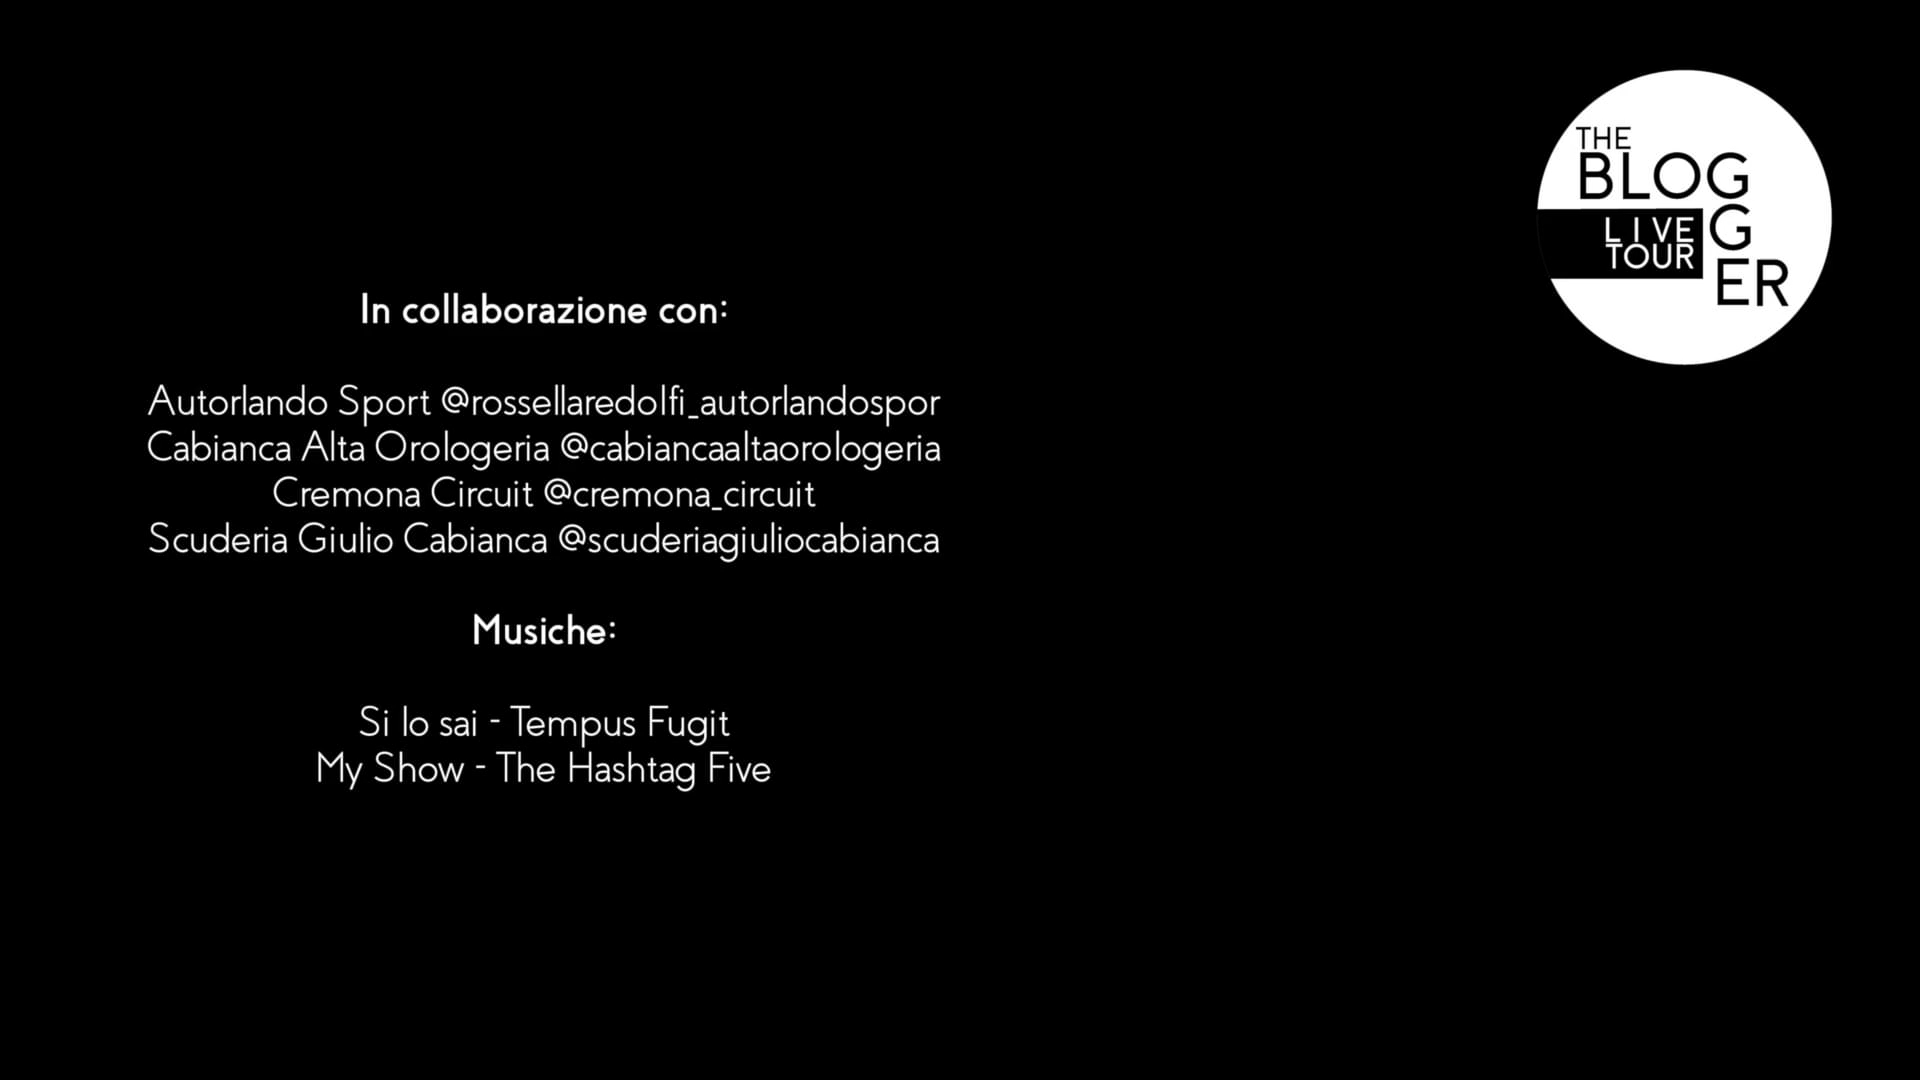 THE
BLOG
G
ER
LIVE
TOUR
In collaborazione con:
Autorlando Sport @rossellaredolfi_autorlandospor
Cabianca Alta Orologeria @cabiancaaltaorologeria
Cremona Circuit @cremona_circuit
Scuderia Giulio Cabianca @scuderiagiuliocabianca
Musiche:
Si lo sai - Tempus Fugit
My Show - The Hashtag Five